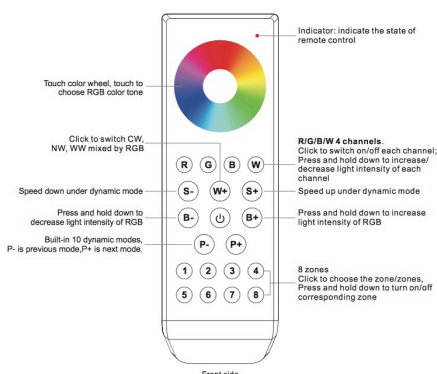 Indicator: indicate the state of
remote control
Touch color wheel, touch to
choose RGB color tone
Click to switch CW,
NW, WW mixed by RGB
R/G/B/W 4 channels.
Click to switch on/off each channel;
Press and hold down to increase/
decrease light intensity of each
channel
R G B W
Speed down under dynamic mode
S- W+ S+
Speed up under dynamic mode
Press and hold down to
decrease light intensity of RGB
B- B+
Press and hold down to increase
light intensity of RGB
Built-in 10 dynamic modes,
P- is previous mode,P+ is next mode.
P- P+
1 2 3 4
5 6 7 8
8 zones
Click to choose the zone/zones,
Press and hold down to turn on/off
corresponding zone
Front side